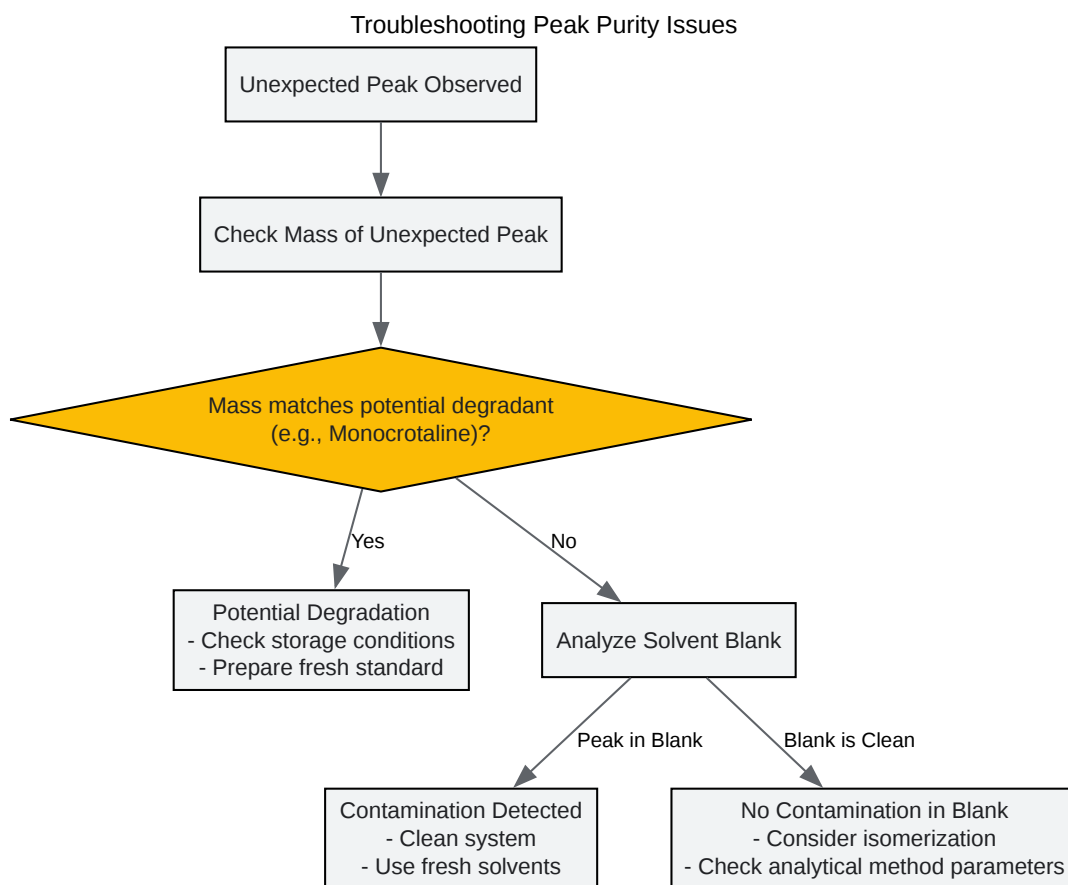 Troubleshooting Peak Purity Issues
Unexpected Peak Observed
Check Mass of Unexpected Peak
Mass matches potential degradant
(e.g., Monocrotaline)?
Yes
No
Potential Degradation
- Check storage conditions
- Prepare fresh standard
Analyze Solvent Blank
Peak in Blank
Blank is Clean
Contamination Detected
- Clean system
- Use fresh solvents
No Contamination in Blank
- Consider isomerization
- Check analytical method parameters